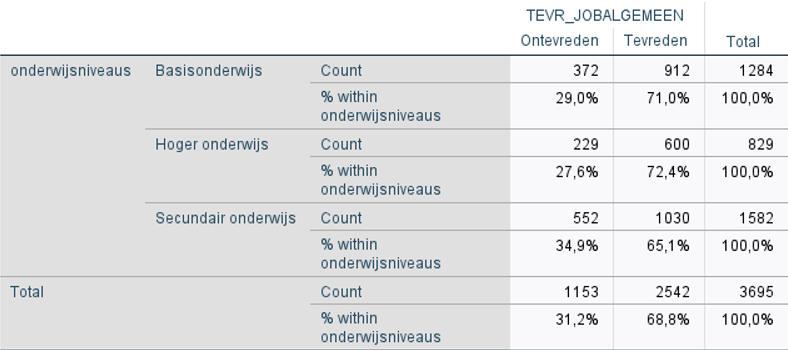 TEVR_JOBALGEMEEN
Ontevreden Tevreden Total
onderwijsniveaus Basisonderwijs Count 372 912 1284
% within
onderwijsniveaus 29,0% 71,0% 100,0%
Hoger onderwijs Count 229 600 829
% within
onderwijsniveaus 27,6% 72,4% 100,0%
Secundair onderwijs Count 552 1030 1582
% within
onderwijsniveaus 34,9% 65,1% 100,0%
Total Count 1153 2542 3695
% within
onderwijsniveaus 31,2% 68,8% 100,0%